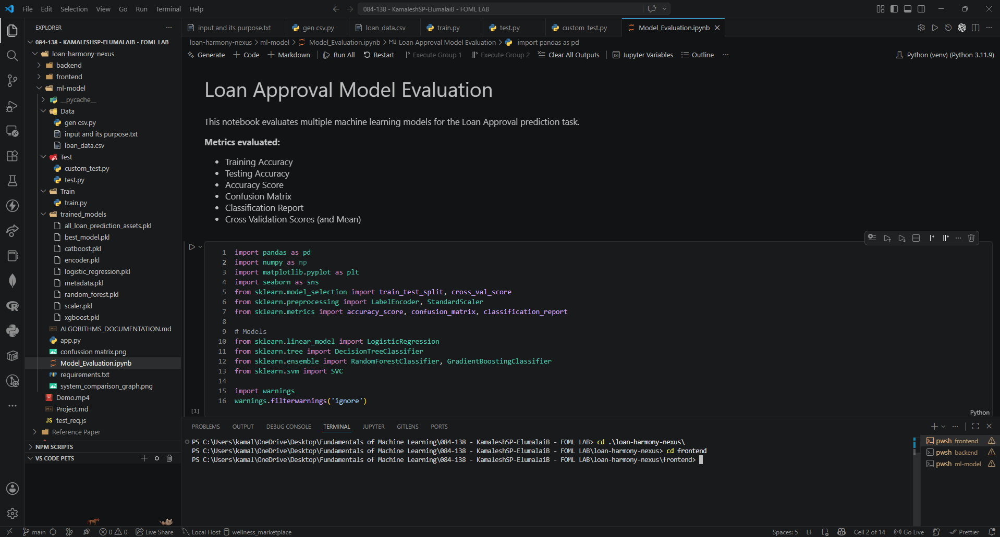 File Edit Selection View Go Run Terminal Help
084-138 - KamaleshSP-ElumalaiB - FOML LAB
EXPLORER
084-138 - KAMALESHSP-ELUMALAIB - FOML LAB
loan-harmony-nexus
backend
frontend
ml-model
__pycache__
Data
gen csv.py
input and its purpose.txt
loan_data.csv
Test
custom_test.py
test.py
Train
train.py
trained_models
all_loan_prediction_assets.pkl
best_model.pkl
catboost.pkl
encoder.pkl
logistic_regression.pkl
metadata.pkl
random_forest.pkl
scaler.pkl
xgboost.pkl
ALGORITHMS_DOCUMENTATION.md
app.py
confussion matrix.png
Model_Evaluation.ipynb
requirements.txt
system_comparison_graph.png
Demo.mp4
Project.md
JS test_req.js
Reference Paper
NPM SCRIPTS
VS CODE PETS
input and its purpose.txt gen csv.py loan_data.csv train.py test.py custom_test.py Model_Evaluation.ipynb
loan-harmony-nexus > ml-model > Model_Evaluation.ipynb > M↓ Loan Approval Model Evaluation > import pandas as pd
Generate + Code + Markdown Run All Restart Execute Group 1 Execute Group 2 Clear All Outputs Jupyter Variables Outline ... Python (venv) (Python 3.11.9)
Loan Approval Model Evaluation
This notebook evaluates multiple machine learning models for the Loan Approval prediction task.
Metrics evaluated:
• Training Accuracy
• Testing Accuracy
• Accuracy Score
• Confusion Matrix
• Classification Report
• Cross Validation Scores (and Mean)
1 import pandas as pd
2 import numpy as np
3 import matplotlib.pyplot as plt
4 import seaborn as sns
5 from sklearn.model_selection import train_test_split, cross_val_score
6 from sklearn.preprocessing import LabelEncoder, StandardScaler
7 from sklearn.metrics import accuracy_score, confusion_matrix, classification_report
8
9 # Models
10 from sklearn.linear_model import LogisticRegression
11 from sklearn.tree import DecisionTreeClassifier
12 from sklearn.ensemble import RandomForestClassifier, GradientBoostingClassifier
13 from sklearn.svm import SVC
14
15 import warnings
16 warnings.filterwarnings('ignore')
[1]
Python
PROBLEMS OUTPUT DEBUG CONSOLE TERMINAL JUPYTER GITLENS PORTS
PS C:\Users\kamal\OneDrive\Desktop\Fundamentals of Machine Learning\084-138 - KamaleshSP-ElumalaiB - FOML LAB> cd .\loan-harmony-nexus\
PS C:\Users\kamal\OneDrive\Desktop\Fundamentals of Machine Learning\084-138 - KamaleshSP-ElumalaiB - FOML LAB\loan-harmony-nexus> cd frontend
PS C:\Users\kamal\OneDrive\Desktop\Fundamentals of Machine Learning\084-138 - KamaleshSP-ElumalaiB - FOML LAB\loan-harmony-nexus\frontend>
pwsh frontend
pwsh backend
pwsh ml-model
main 0 0 Live Share Local Host wellness_marketplace Spaces: 5 LF { } Cell 2 of 14 Go Live Prettier